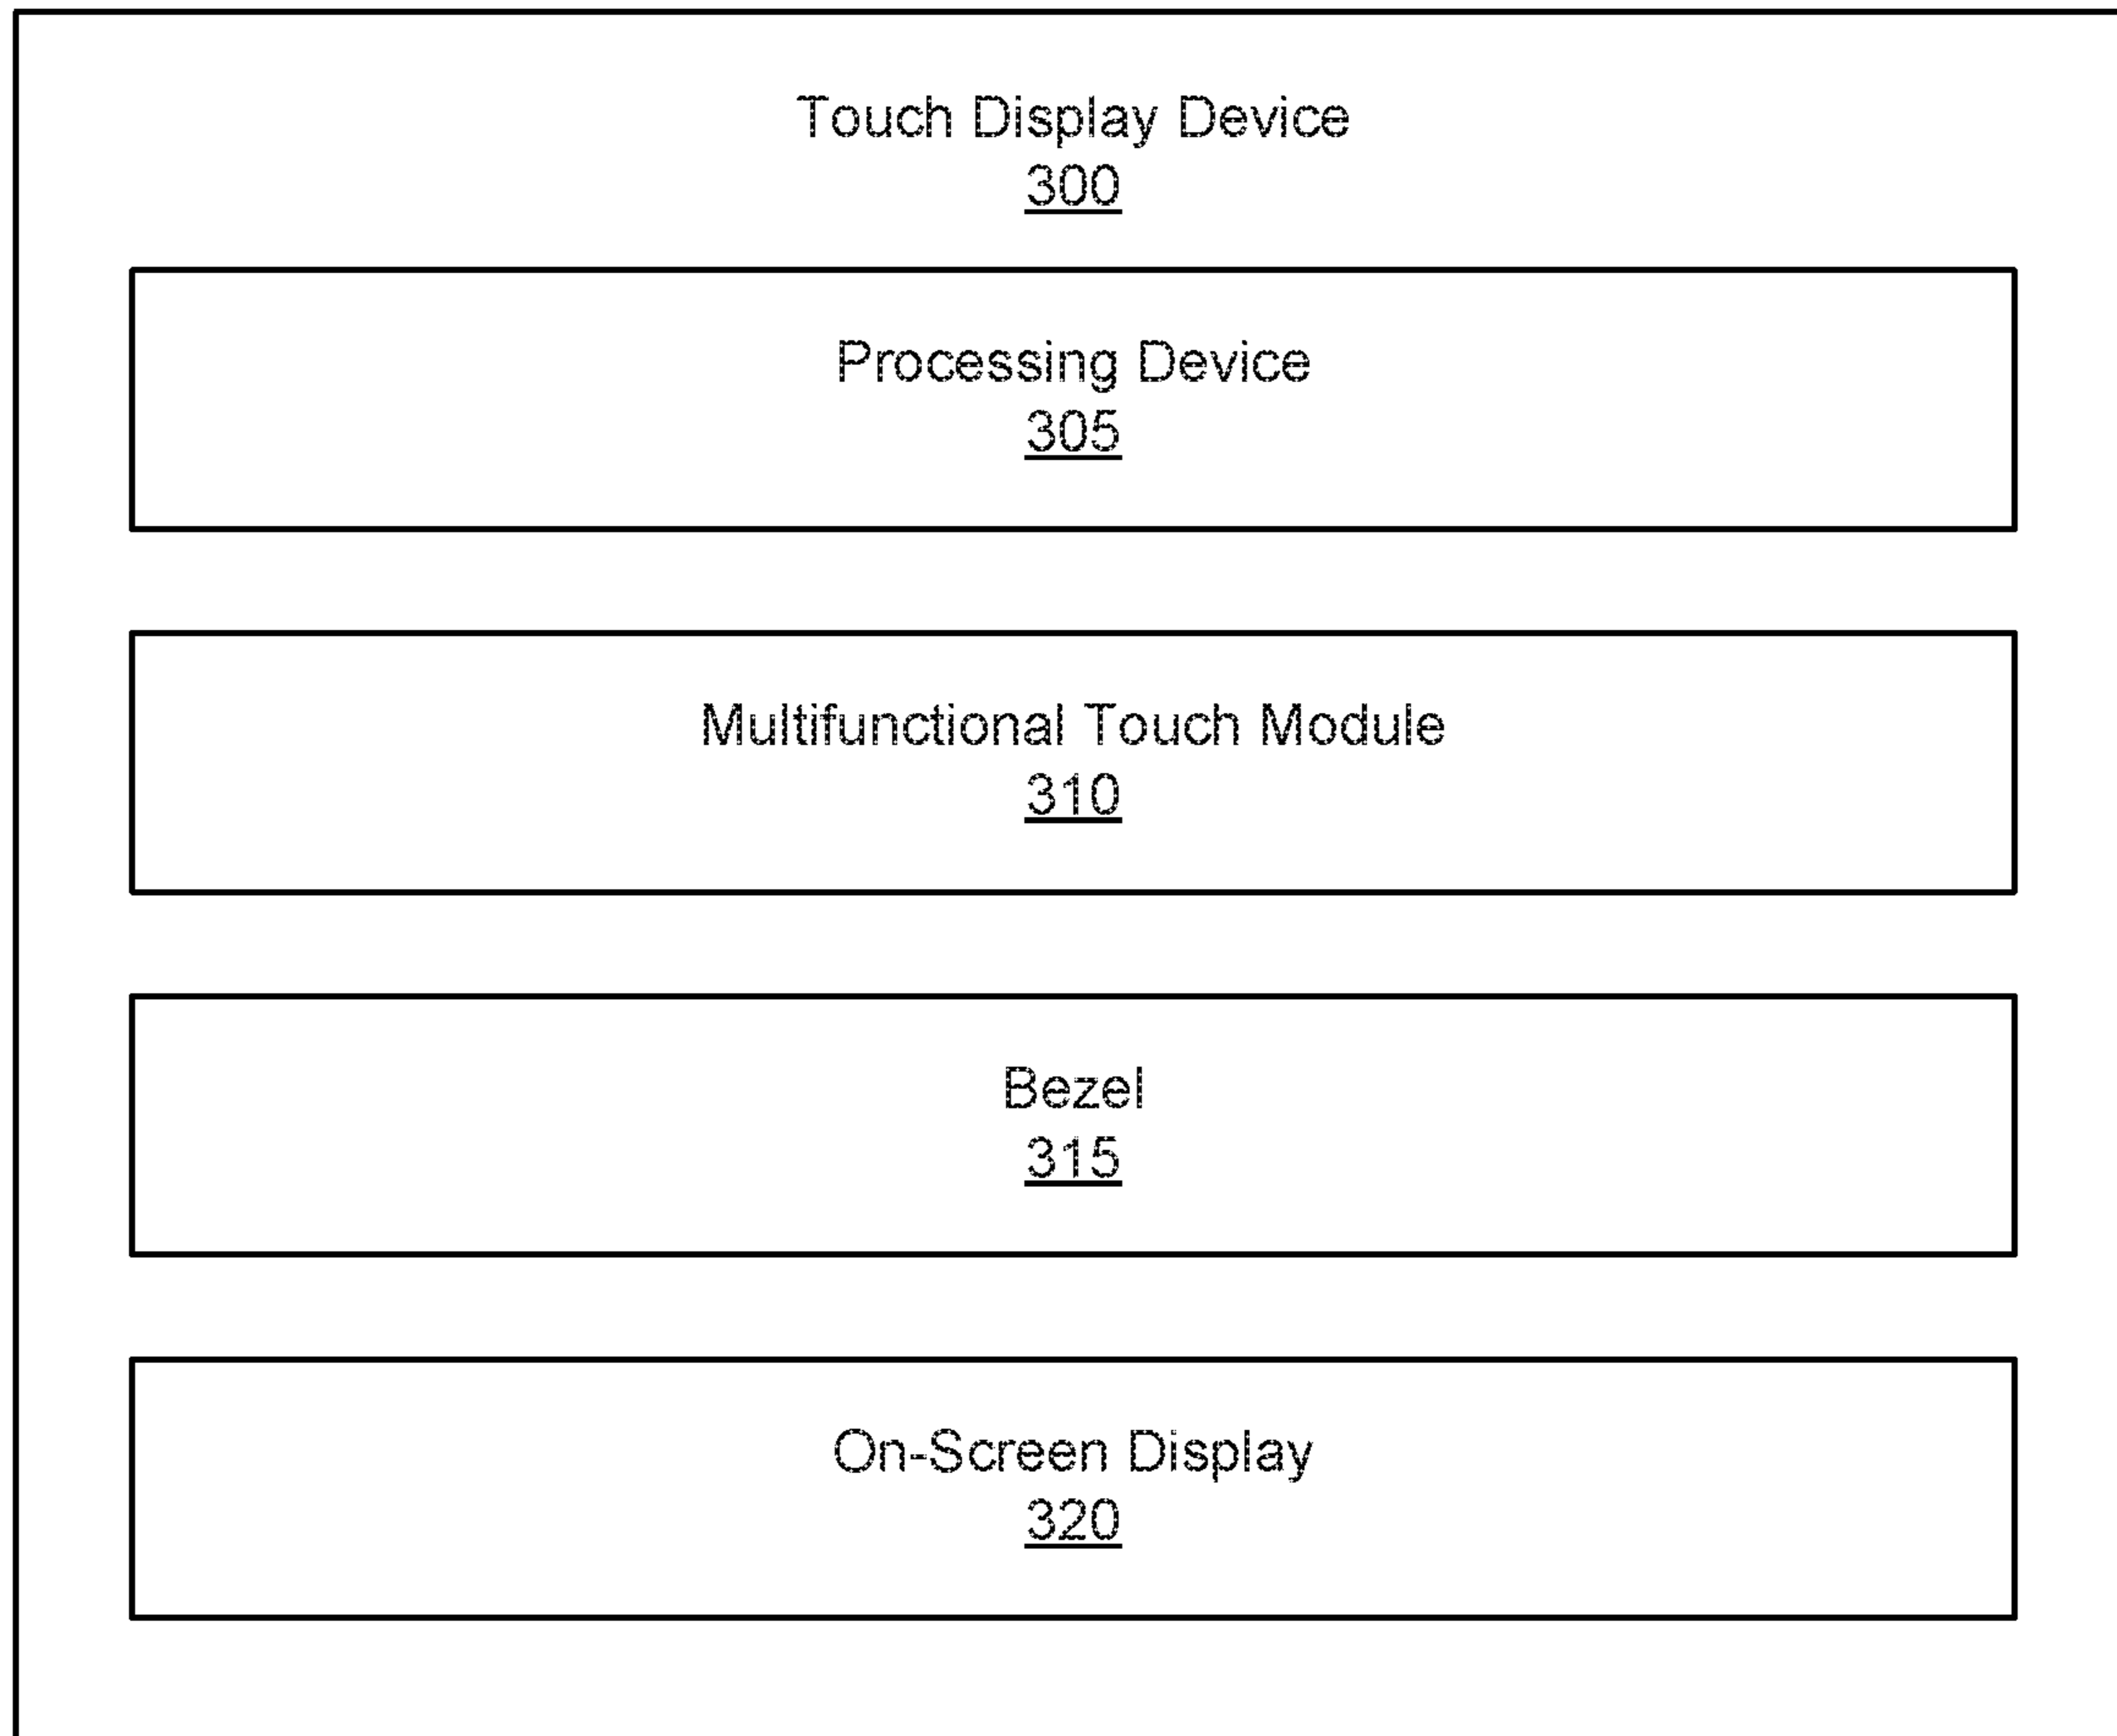 Touch Display Device
300
Processing Device
305
Multifunctional Touch Module
310
Bezel
315
On-Screen Display
320